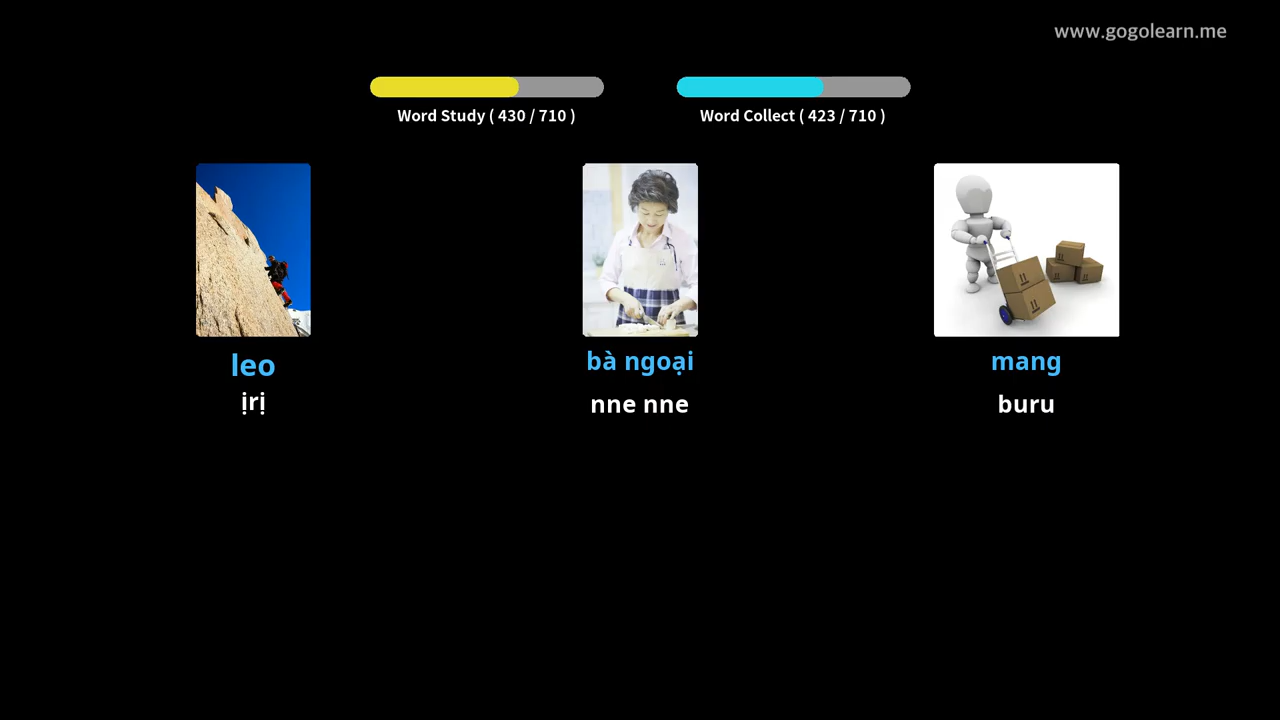 www.gogolearn.me
Word Study ( 430 / 710 )
Word Collect ( 423 / 710 )
leo
ịrị
bà ngoại
nne nne
mang
buru